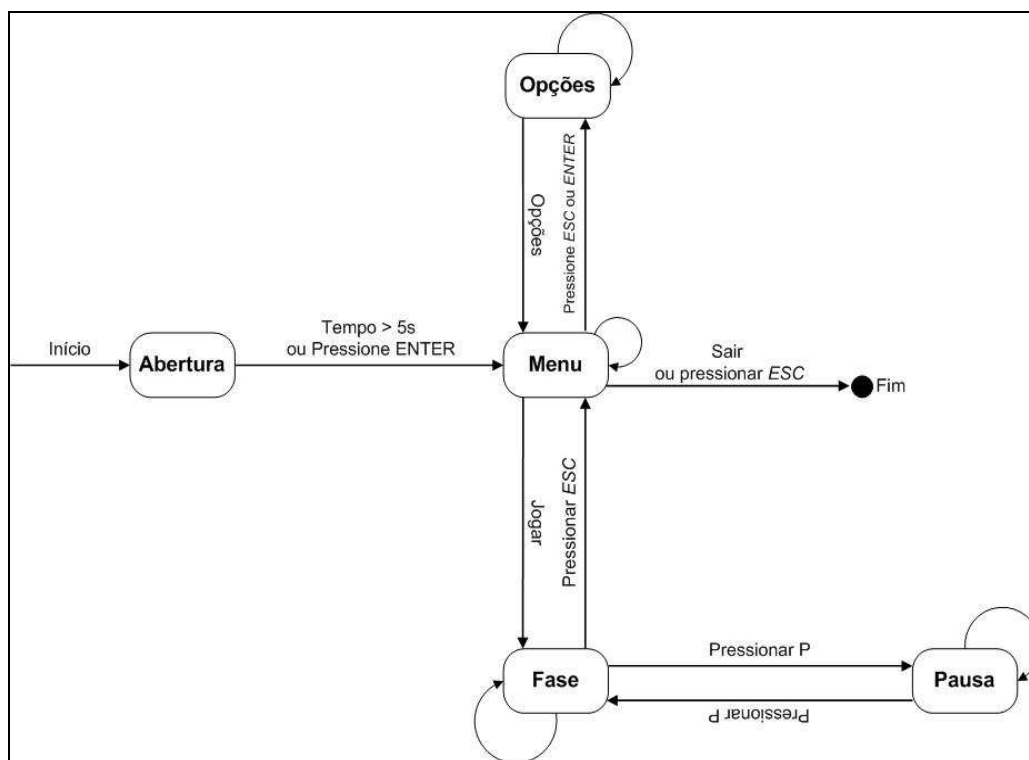 Opções
Pressione ESC ou ENTER
Opções
Início
Abertura
Tempo > 5s
ou Pressione ENTER
Menu
Sair
ou pressionar ESC
Fim
Jogar
Pressionar ESC
Fase
Pressionar P
Pressionar P
Pausa